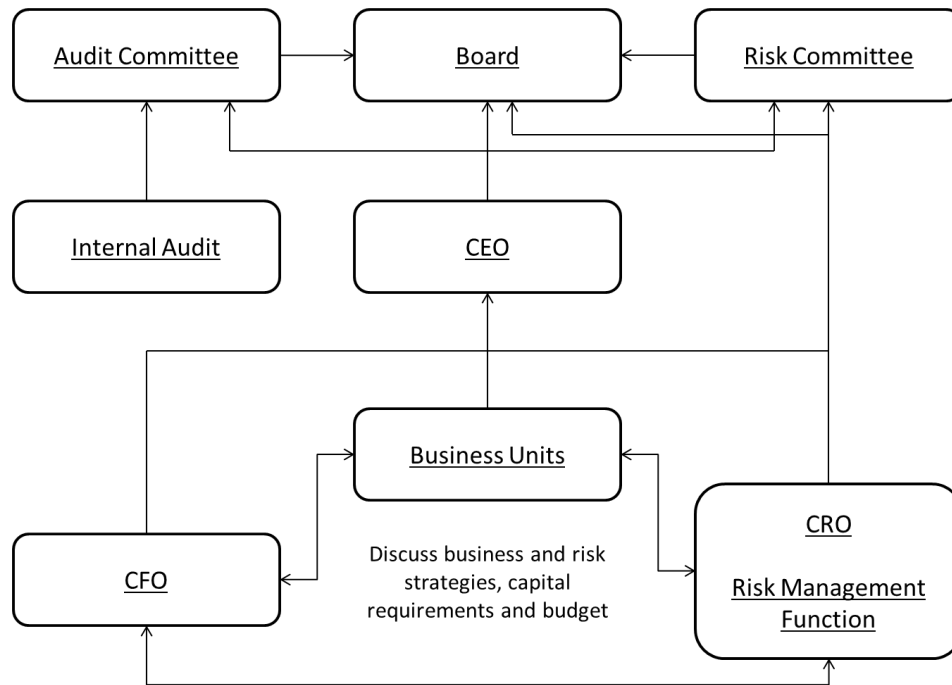 Audit Committee
Board
Risk Committee
Internal Audit
CEO
Business Units
CFO
Discuss business and risk
strategies, capital
requirements and budget
CRO
Risk Management
Function